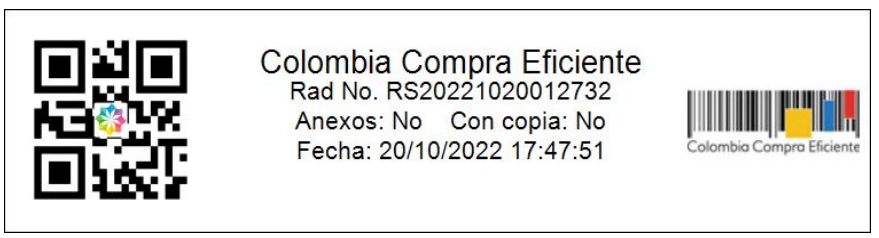 Colombia Compra Eficiente
Rad No. RS20221020012732
Anexos: No Con copia: No
Fecha: 20/10/2022 17:47:51
Colombia Compra Eficiente